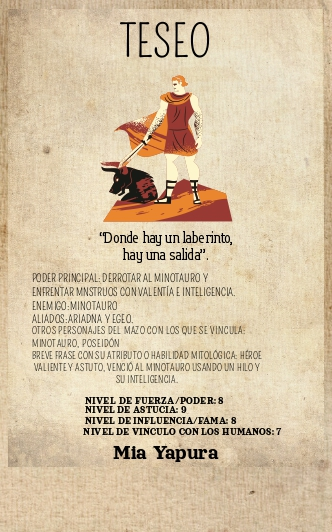 TESEO
“Donde hay un laberinto,
hay una salida”.
PODER PRINCIPAL: DERROTAR AL MINOTAURO Y
ENFRENTAR MNSTRUOS CON VALENTÍA E INTELIGENCIA.
ENEMIGO:MINOTAURO
ALIADOS:ARIADNA Y EGEO.
OTROS PERSONAJES DEL MAZO CON LOS QUE SE VINCULA:
MINOTAURO, POSEIDÓN
BREVE FRASE CON SU ATRIBUTO O HABILIDAD MITOLÓGICA: HÉROE
VALIENTE Y ASTUTO, VENCIÓ AL MINOTAURO USANDO UN HILO Y
SU INTELIGENCIA.
NIVEL DE FUERZA/PODER: 8
NIVEL DE ASTUCIA: 9
NIVEL DE INFLUENCIA/FAMA: 8
NIVEL DE VINCULO CON LOS HUMANOS: 7
Mia Yapura